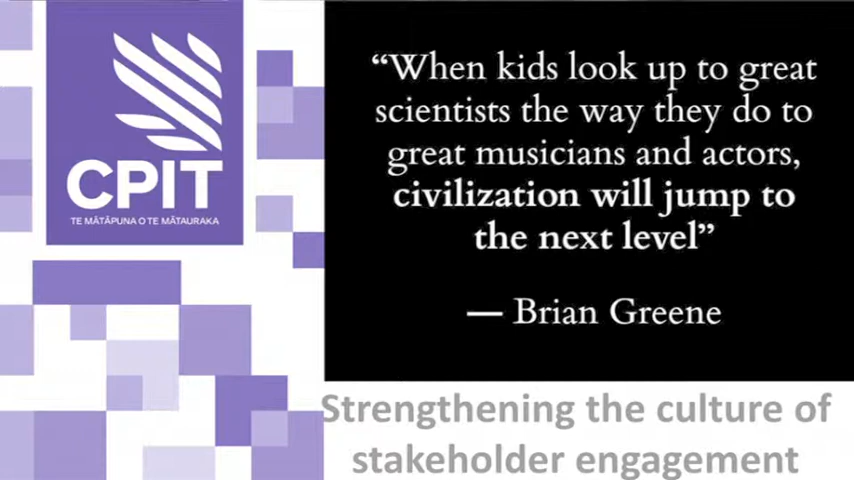 CPIT
TE MĀTĀPUNA O TE MĀTAURAKA
“When kids look up to great
scientists the way they do to
great musicians and actors,
civilization will jump to
the next level”
— Brian Greene
Strengthening the culture of
stakeholder engagement